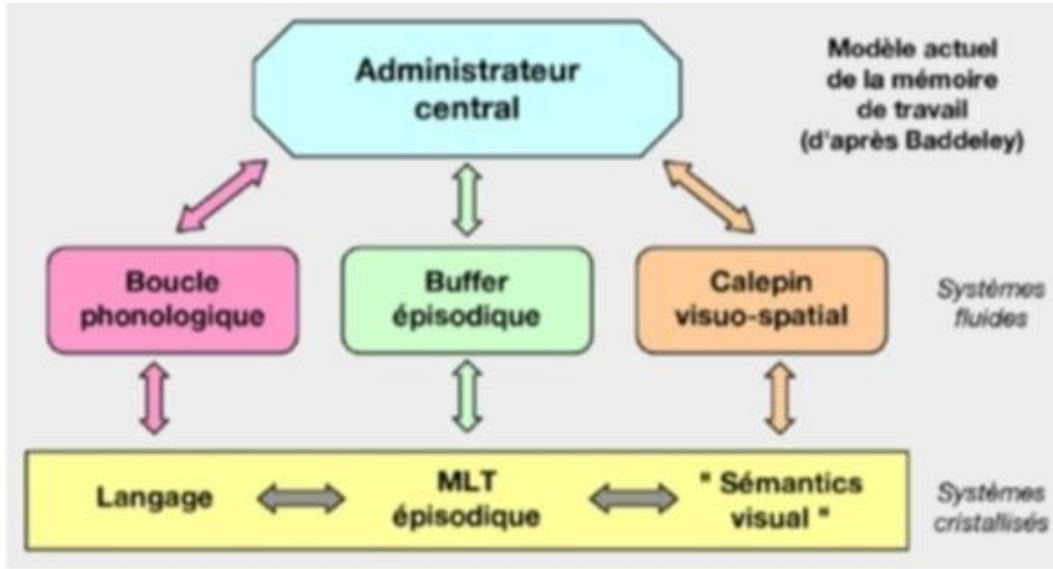 Administrateur
central
Modèle actuel
de la mémoire
de travail
(d'après Baddeley)
Boucle
phonologique
Buffer
épisodique
Calepin
visuo-spatial
Systèmes
fluides
Langage
MLT
épisodique
" Sémantics
visual "
Systèmes
cristallisés